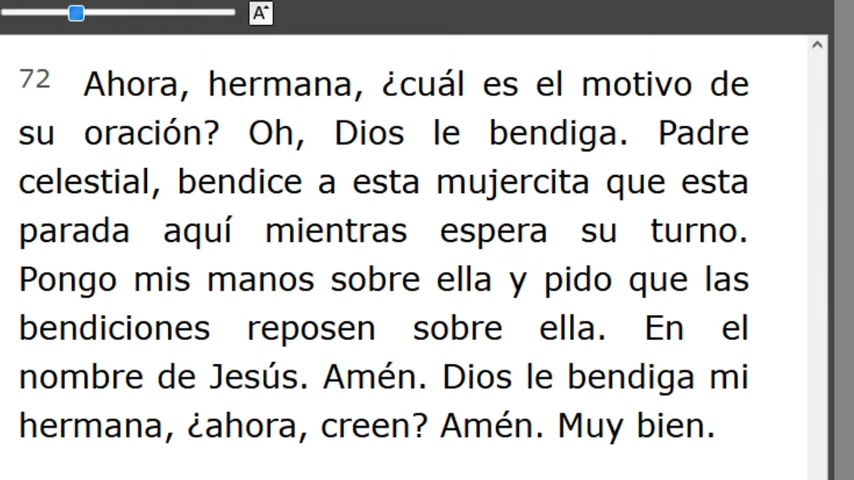 A
72 Ahora, hermana, ¿cuál es el motivo de
su oración? Oh, Dios le bendiga. Padre
celestial, bendice a esta mujercita que esta
parada aquí mientras espera su turno.
Pongo mis manos sobre ella y pido que las
bendiciones reposen sobre ella. En el
nombre de Jesús. Amén. Dios le bendiga mi
hermana, ¿ahora, creen? Amén. Muy bien.